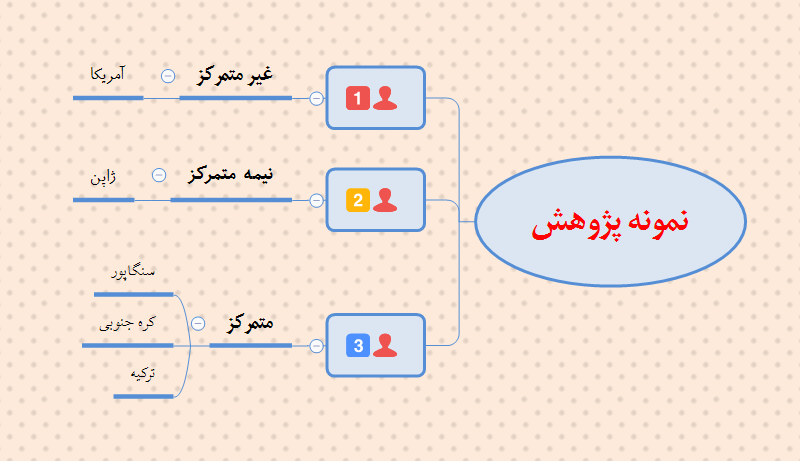 نمونه پژوهش
1
غیر متمرکز
آمریکا
2
نیمه متمرکز
ژاپن
3
متمرکز
سنگاپور
کره جنوبی
ترکیه